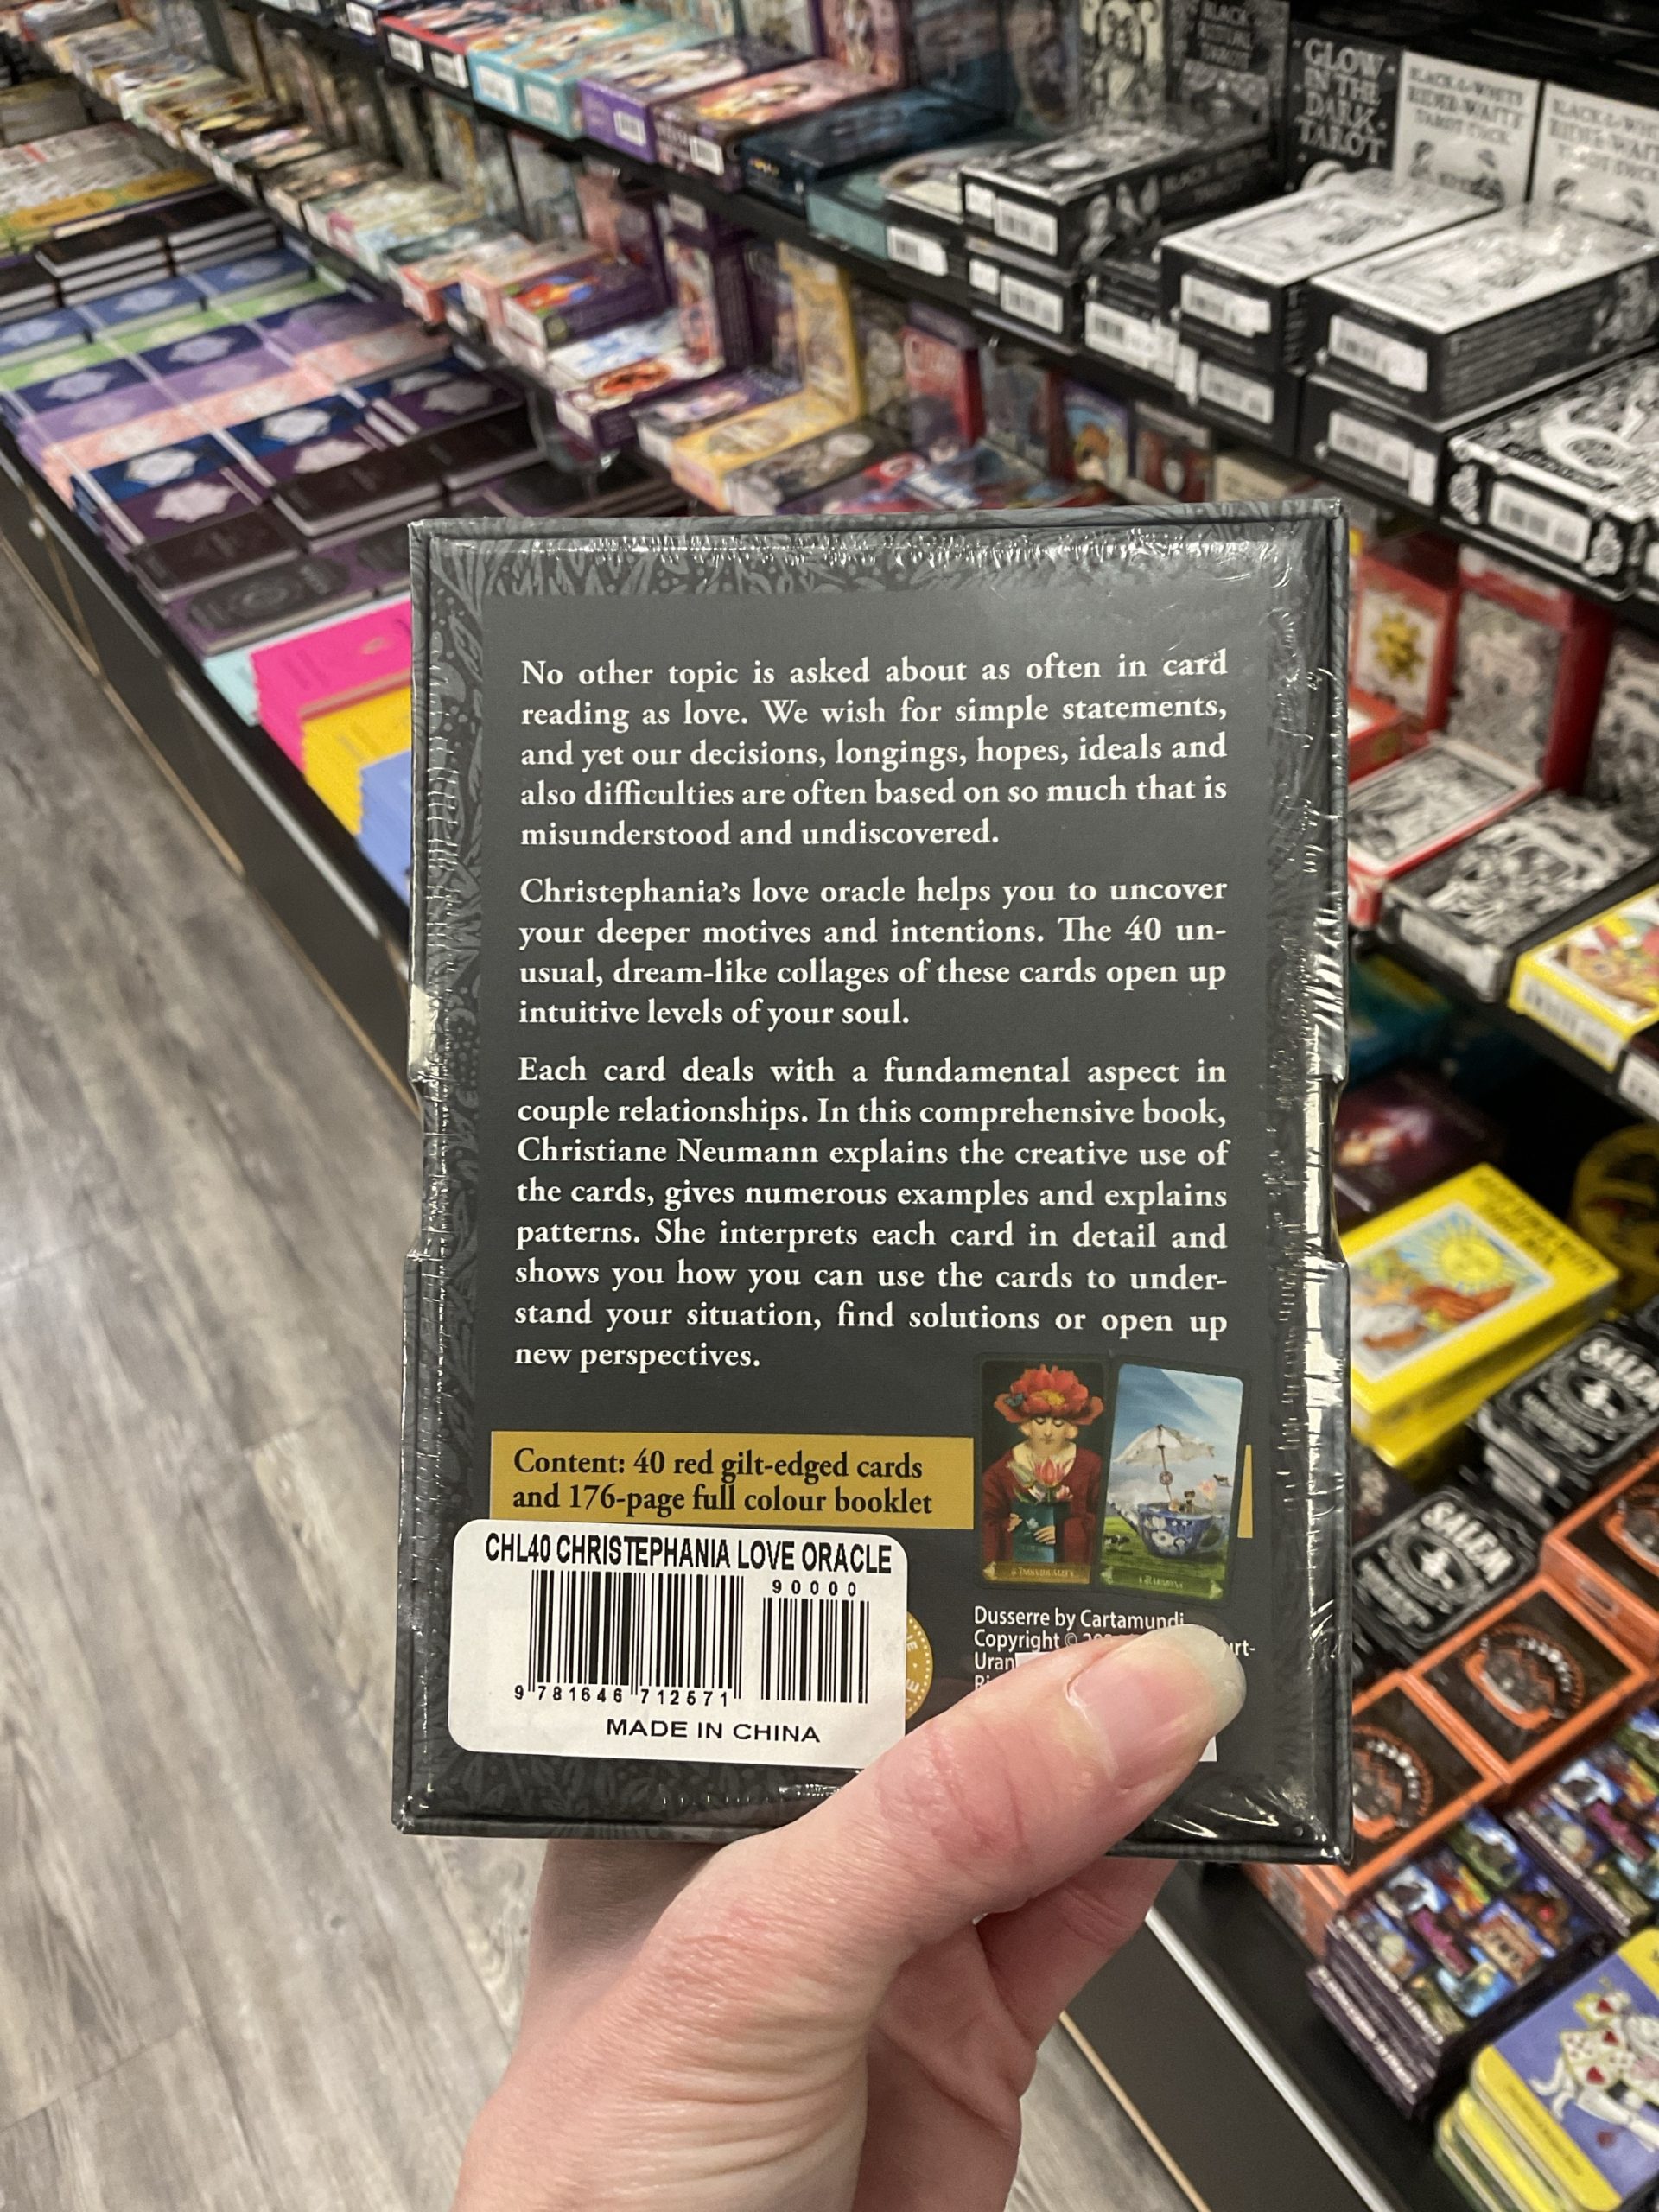 BLACK
RITUAL
TAROT
GLOW
IN THE
DARK
TAROT
BLACK & WHITE
RIDER-WAITE
TAROT DECK
No other topic is asked about as often in card
reading as love. We wish for simple statements,
and yet our decisions, longings, hopes, ideals and
also difficulties are often based on so much that is
misunderstood and undiscovered.
Christephania’s love oracle helps you to uncover
your deeper motives and intentions. The 40 un-
usual, dream-like collages of these cards open up
intuitive levels of your soul.
Each card deals with a fundamental aspect in
couple relationships. In this comprehensive book,
Christiane Neumann explains the creative use of
the cards, gives numerous examples and explains
patterns. She interprets each card in detail and
shows you how you can use the cards to under-
stand your situation, find solutions or open up
new perspectives.
Content: 40 red gilt-edged cards
and 176-page full colour booklet
CHL40 CHRISTEPHANIA LOVE ORACLE
90000
9 781646 712571
MADE IN CHINA
Dusserre by Cartamundi
Copyright ©
Uran
SALEM
SALEM